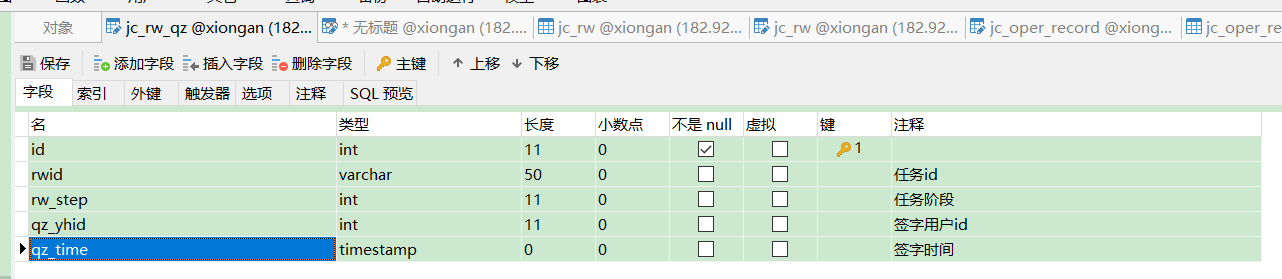 对象 jc_rw_qz @xiongan (182.... * 无标题 @xiongan (182.... jc_rw @xiongan (182.92... jc_rw @xiongan (182.92... jc_oper_record @xiong... jc_oper_re
保存 添加字段 插入字段 删除字段 主键 上移 下移
字段 索引 外键 触发器 选项 注释 SQL 预览
名 类型 长度 小数点 不是 null 虚拟 键 注释
id int 11 0 1
rwid varchar 50 0 任务id
rw_step int 11 0 任务阶段
qz_yhid int 11 0 签字用户id
qz_time timestamp 0 0 签字时间